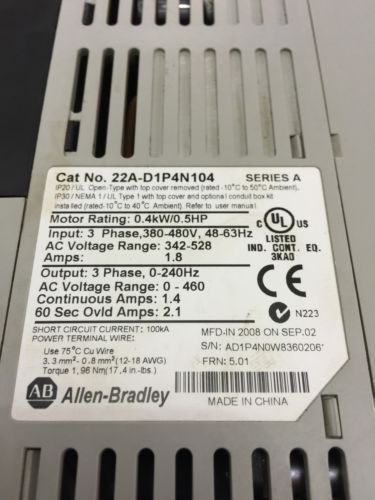 Cat No. 22A-D1P4N104 SERIES A
IP20 / UL Open-Type with top cover removed (rated -10°C to 50°C Ambient),
IP30 / NEMA 1 / UL Type 1 with top cover and optional conduit box kit
installed (rated -10°C to 40°C Ambient). Refer to user manual.
Motor Rating: 0.4kW/0.5HP
Input: 3 Phase,380-480V, 48-63Hz
AC Voltage Range: 342-528
Amps: 1.8
Output: 3 Phase, 0-240Hz
AC Voltage Range: 0 - 460
Continuous Amps: 1.4
60 Sec Ovld Amps: 2.1
c UL US
LISTED
IND. CONT. EQ.
3KA0
CE
N223
SHORT CIRCUIT CURRENT: 100kA
POWER TERMINAL WIRE:
Use 75°C Cu Wire
3.3 mm²- 0.8 mm²(12-18 AWG)
Torque 1,96 Nm(17,4 in.-lbs.)
MFD-IN 2008 ON SEP.02
S/N: AD1P4N0W8360206
FRN: 5.01
AB Allen-Bradley
MADE IN CHINA